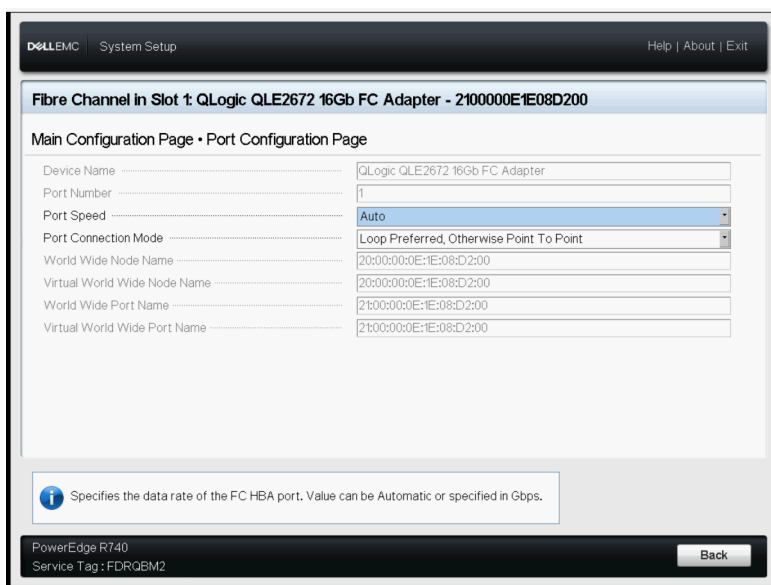 DELLEMC System Setup Help | About | Exit
Fibre Channel in Slot 1: QLogic QLE2672 16Gb FC Adapter - 2100000E1E08D200
Main Configuration Page • Port Configuration Page
Device Name QLogic QLE2672 16Gb FC Adapter
Port Number 1
Port Speed Auto
Port Connection Mode Loop Preferred, Otherwise Point To Point
World Wide Node Name 20:00:00:0E:1E:08:D2:00
Virtual World Wide Node Name 20:00:00:0E:1E:08:D2:00
World Wide Port Name 21:00:00:0E:1E:08:D2:00
Virtual World Wide Port Name 21:00:00:0E:1E:08:D2:00
Specifies the data rate of the FC HBA port. Value can be Automatic or specified in Gbps.
PowerEdge R740
Service Tag : FDRQBM2
Back